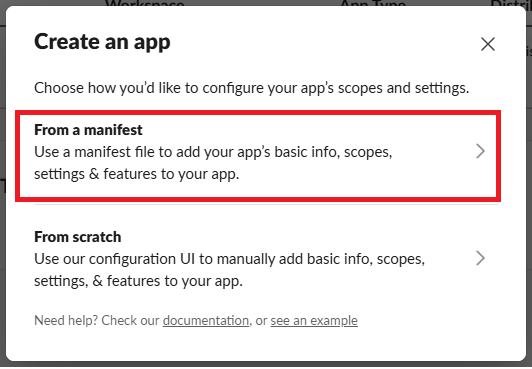 Workspace App Type
Create an app
Choose how you'd like to configure your app's scopes and settings.
From a manifest
Use a manifest file to add your app's basic info, scopes,
settings & features to your app.
From scratch
Use our configuration UI to manually add basic info, scopes,
settings, & features to your app.
Need help? Check our documentation, or see an example